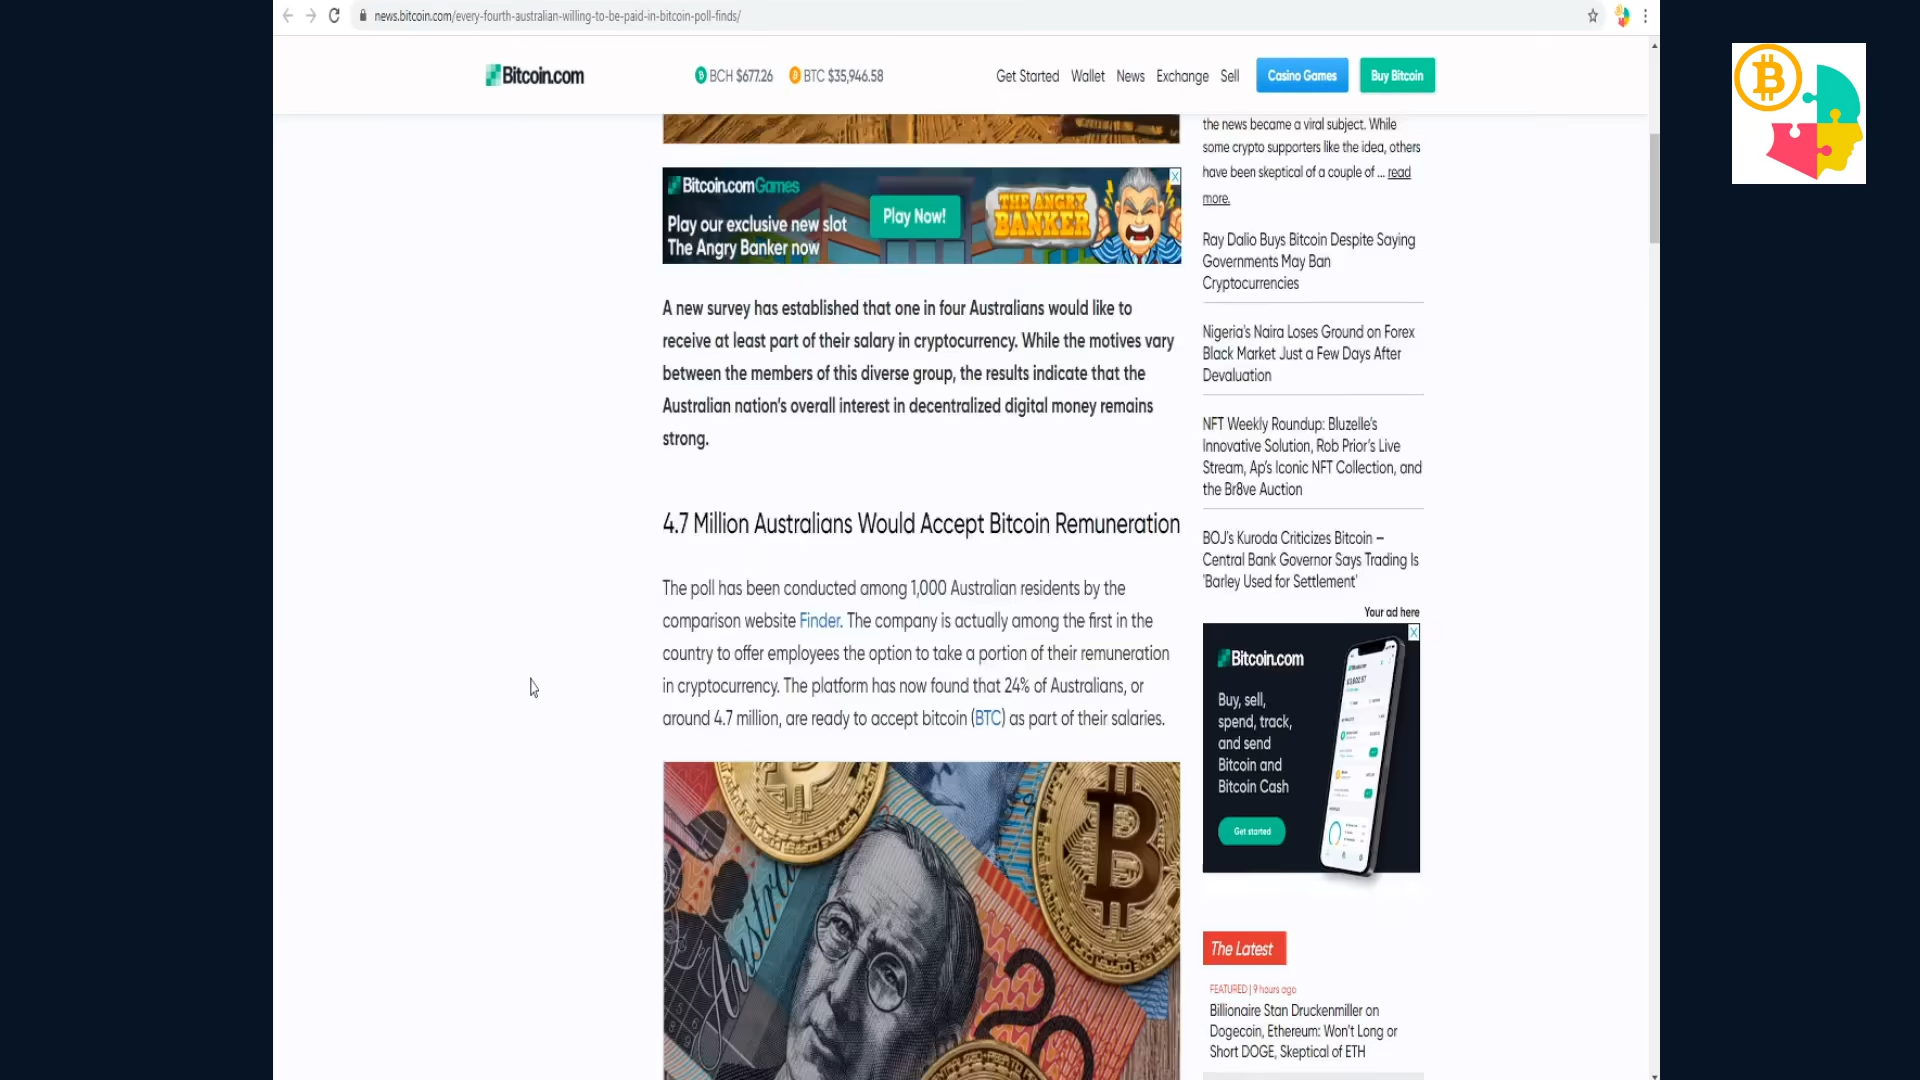 news.bitcoin.com/every-fourth-australian-willing-to-be-paid-in-bitcoin-poll-finds/
Bitcoin.com
BCH $677.26
BTC $35,946.58
Get Started
Wallet
News
Exchange
Sell
Casino Games
Buy Bitcoin
Bitcoin.comGames
Play our exclusive new slot
The Angry Banker now
Play Now!
THE ANGRY
BANKER
A new survey has established that one in four Australians would like to
receive at least part of their salary in cryptocurrency. While the motives vary
between the members of this diverse group, the results indicate that the
Australian nation's overall interest in decentralized digital money remains
strong.
4.7 Million Australians Would Accept Bitcoin Remuneration
The poll has been conducted among 1,000 Australian residents by the
comparison website Finder. The company is actually among the first in the
country to offer employees the option to take a portion of their remuneration
in cryptocurrency. The platform has now found that 24% of Australians, or
around 4.7 million, are ready to accept bitcoin (BTC) as part of their salaries.
20
the news became a viral subject. While
some crypto supporters like the idea, others
have been skeptical of a couple of ... read
more.
Ray Dalio Buys Bitcoin Despite Saying
Governments May Ban
Cryptocurrencies
Nigeria's Naira Loses Ground on Forex
Black Market Just a Few Days After
Devaluation
NFT Weekly Roundup: Bluzelle's
Innovative Solution, Rob Prior's Live
Stream, Ap's Iconic NFT Collection, and
the Br8ve Auction
BOJ's Kuroda Criticizes Bitcoin –
Central Bank Governor Says Trading Is
'Barley Used for Settlement'
Your ad here
Bitcoin.com
Buy, sell,
spend, track,
and send
Bitcoin and
Bitcoin Cash
Get started
The Latest
FEATURED | 9 hours ago
Billionaire Stan Druckenmiller on
Dogecoin, Ethereum: Won't Long or
Short DOGE, Skeptical of ETH